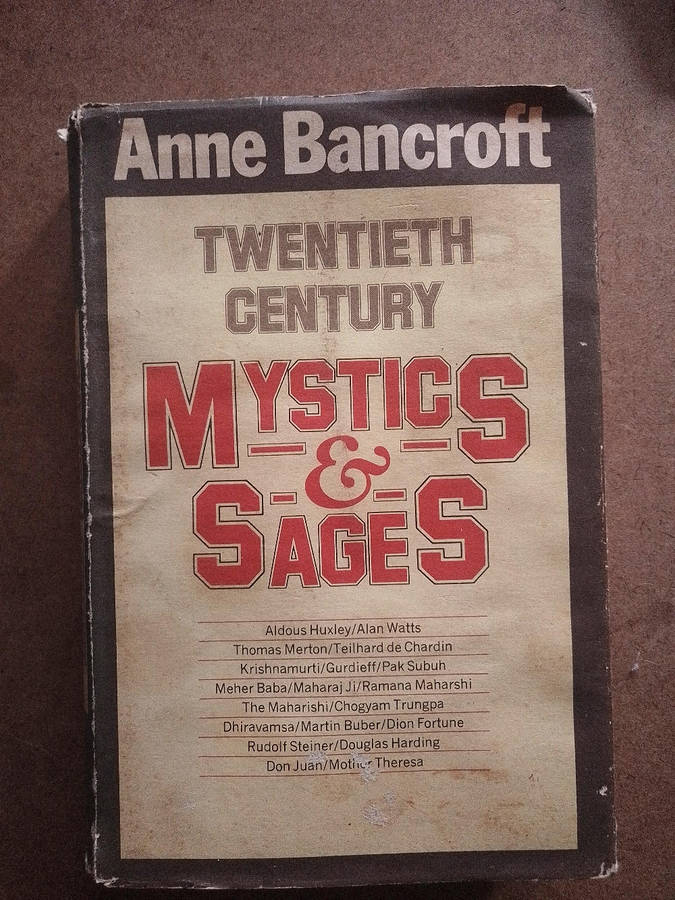 Anne Bancroft
TWENTIETH
CENTURY
MYSTICS
&
SAGES
Aldous Huxley/Alan Watts
Thomas Merton/Teilhard de Chardin
Krishnamurti/Gurdieff/Pak Subuh
Meher Baba/Maharaj Ji/Ramana Maharshi
The Maharishi/Chogyam Trungpa
Dhiravamsa/Martin Buber/Dion Fortune
Rudolf Steiner/Douglas Harding
Don Juan/Mother Theresa